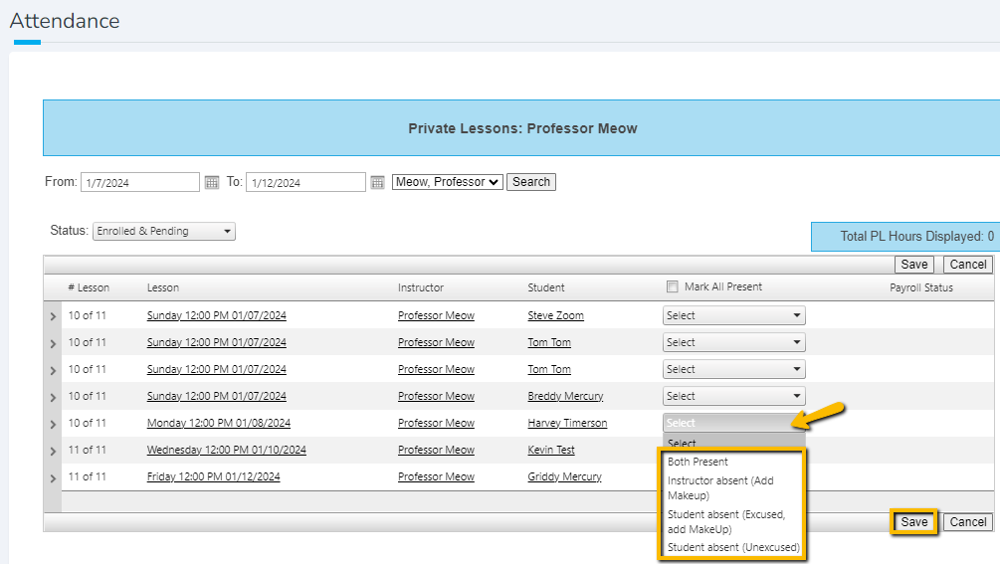 Attendance
Private Lessons: Professor Meow
From: 1/7/2024 To: 1/12/2024 Meow, Professor Search
Status: Enrolled & Pending
Total PL Hours Displayed: 0
Save Cancel
# Lesson Lesson Instructor Student Mark All Present Payroll Status
10 of 11 Sunday 12:00 PM 01/07/2024 Professor Meow Steve Zoom Select
10 of 11 Sunday 12:00 PM 01/07/2024 Professor Meow Tom Tom Select
10 of 11 Sunday 12:00 PM 01/07/2024 Professor Meow Tom Tom Select
10 of 11 Sunday 12:00 PM 01/07/2024 Professor Meow Breddy Mercury Select
10 of 11 Monday 12:00 PM 01/08/2024 Professor Meow Harvey Timerson Select
Select
11 of 11 Wednesday 12:00 PM 01/10/2024 Professor Meow Kevin Test
11 of 11 Friday 12:00 PM 01/12/2024 Professor Meow Griddy Mercury
Both Present
Instructor absent (Add
Makeup)
Student absent (Excused,
add MakeUp)
Student absent (Unexcused)
Save Cancel